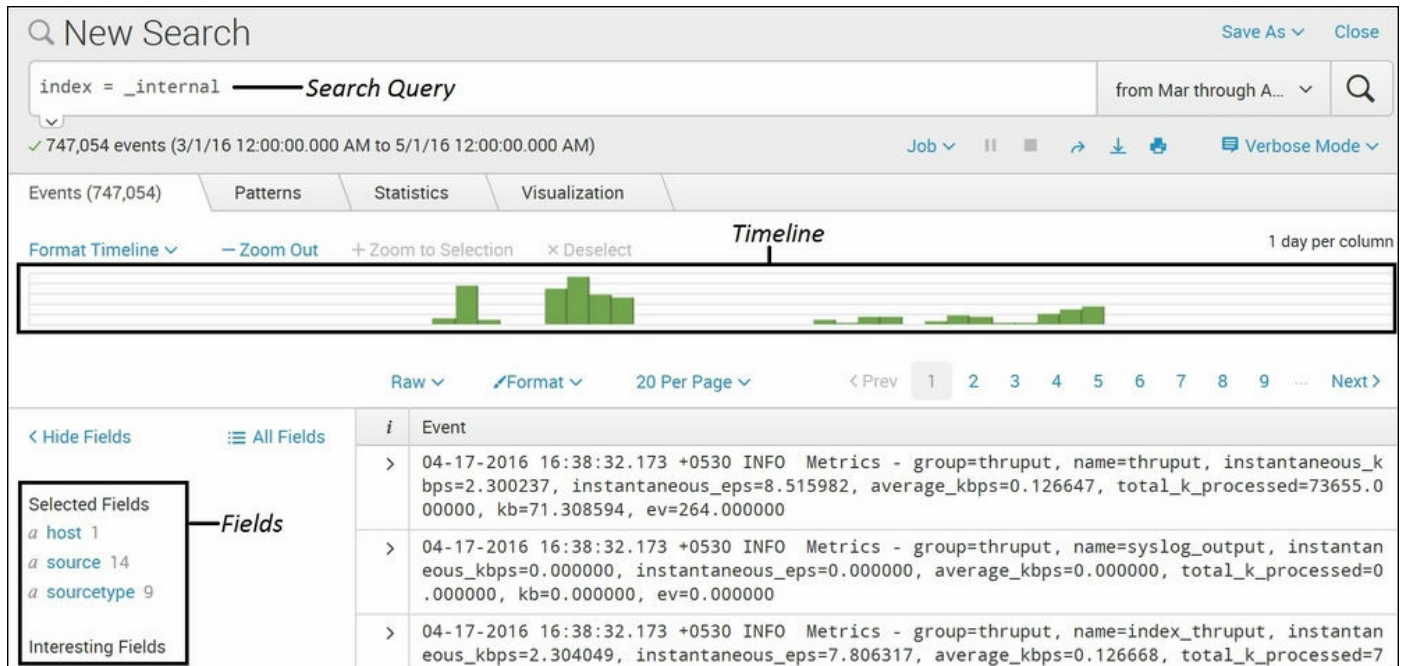 New Search
Save As
Close
index = _internal
Search Query
from Mar through A...
747,054 events (3/1/16 12:00:00.000 AM to 5/1/16 12:00:00.000 AM)
Job
Verbose Mode
Events (747,054)
Patterns
Statistics
Visualization
Format Timeline
— Zoom Out
+ Zoom to Selection
× Deselect
Timeline
1 day per column
Raw
Format
20 Per Page
< Prev
1 2 3 4 5 6 7 8 9 ... Next >
< Hide Fields
All Fields
i
Event
Selected Fields
a host 1
a source 14
a sourcetype 9
Interesting Fields
Fields
> 04-17-2016 16:38:32.173 +0530 INFO  Metrics - group=thruput, name=thruput, instantaneous_k
bps=2.300237, instantaneous_eps=8.515982, average_kbps=0.126647, total_k_processed=73655.0
00000, kb=71.308594, ev=264.000000
> 04-17-2016 16:38:32.173 +0530 INFO  Metrics - group=thruput, name=syslog_output, instantan
eous_kbps=0.000000, instantaneous_eps=0.000000, average_kbps=0.000000, total_k_processed=0
.000000, kb=0.000000, ev=0.000000
> 04-17-2016 16:38:32.173 +0530 INFO  Metrics - group=thruput, name=index_thruput, instantan
eous_kbps=2.304049, instantaneous_eps=7.806317, average_kbps=0.126668, total_k_processed=7